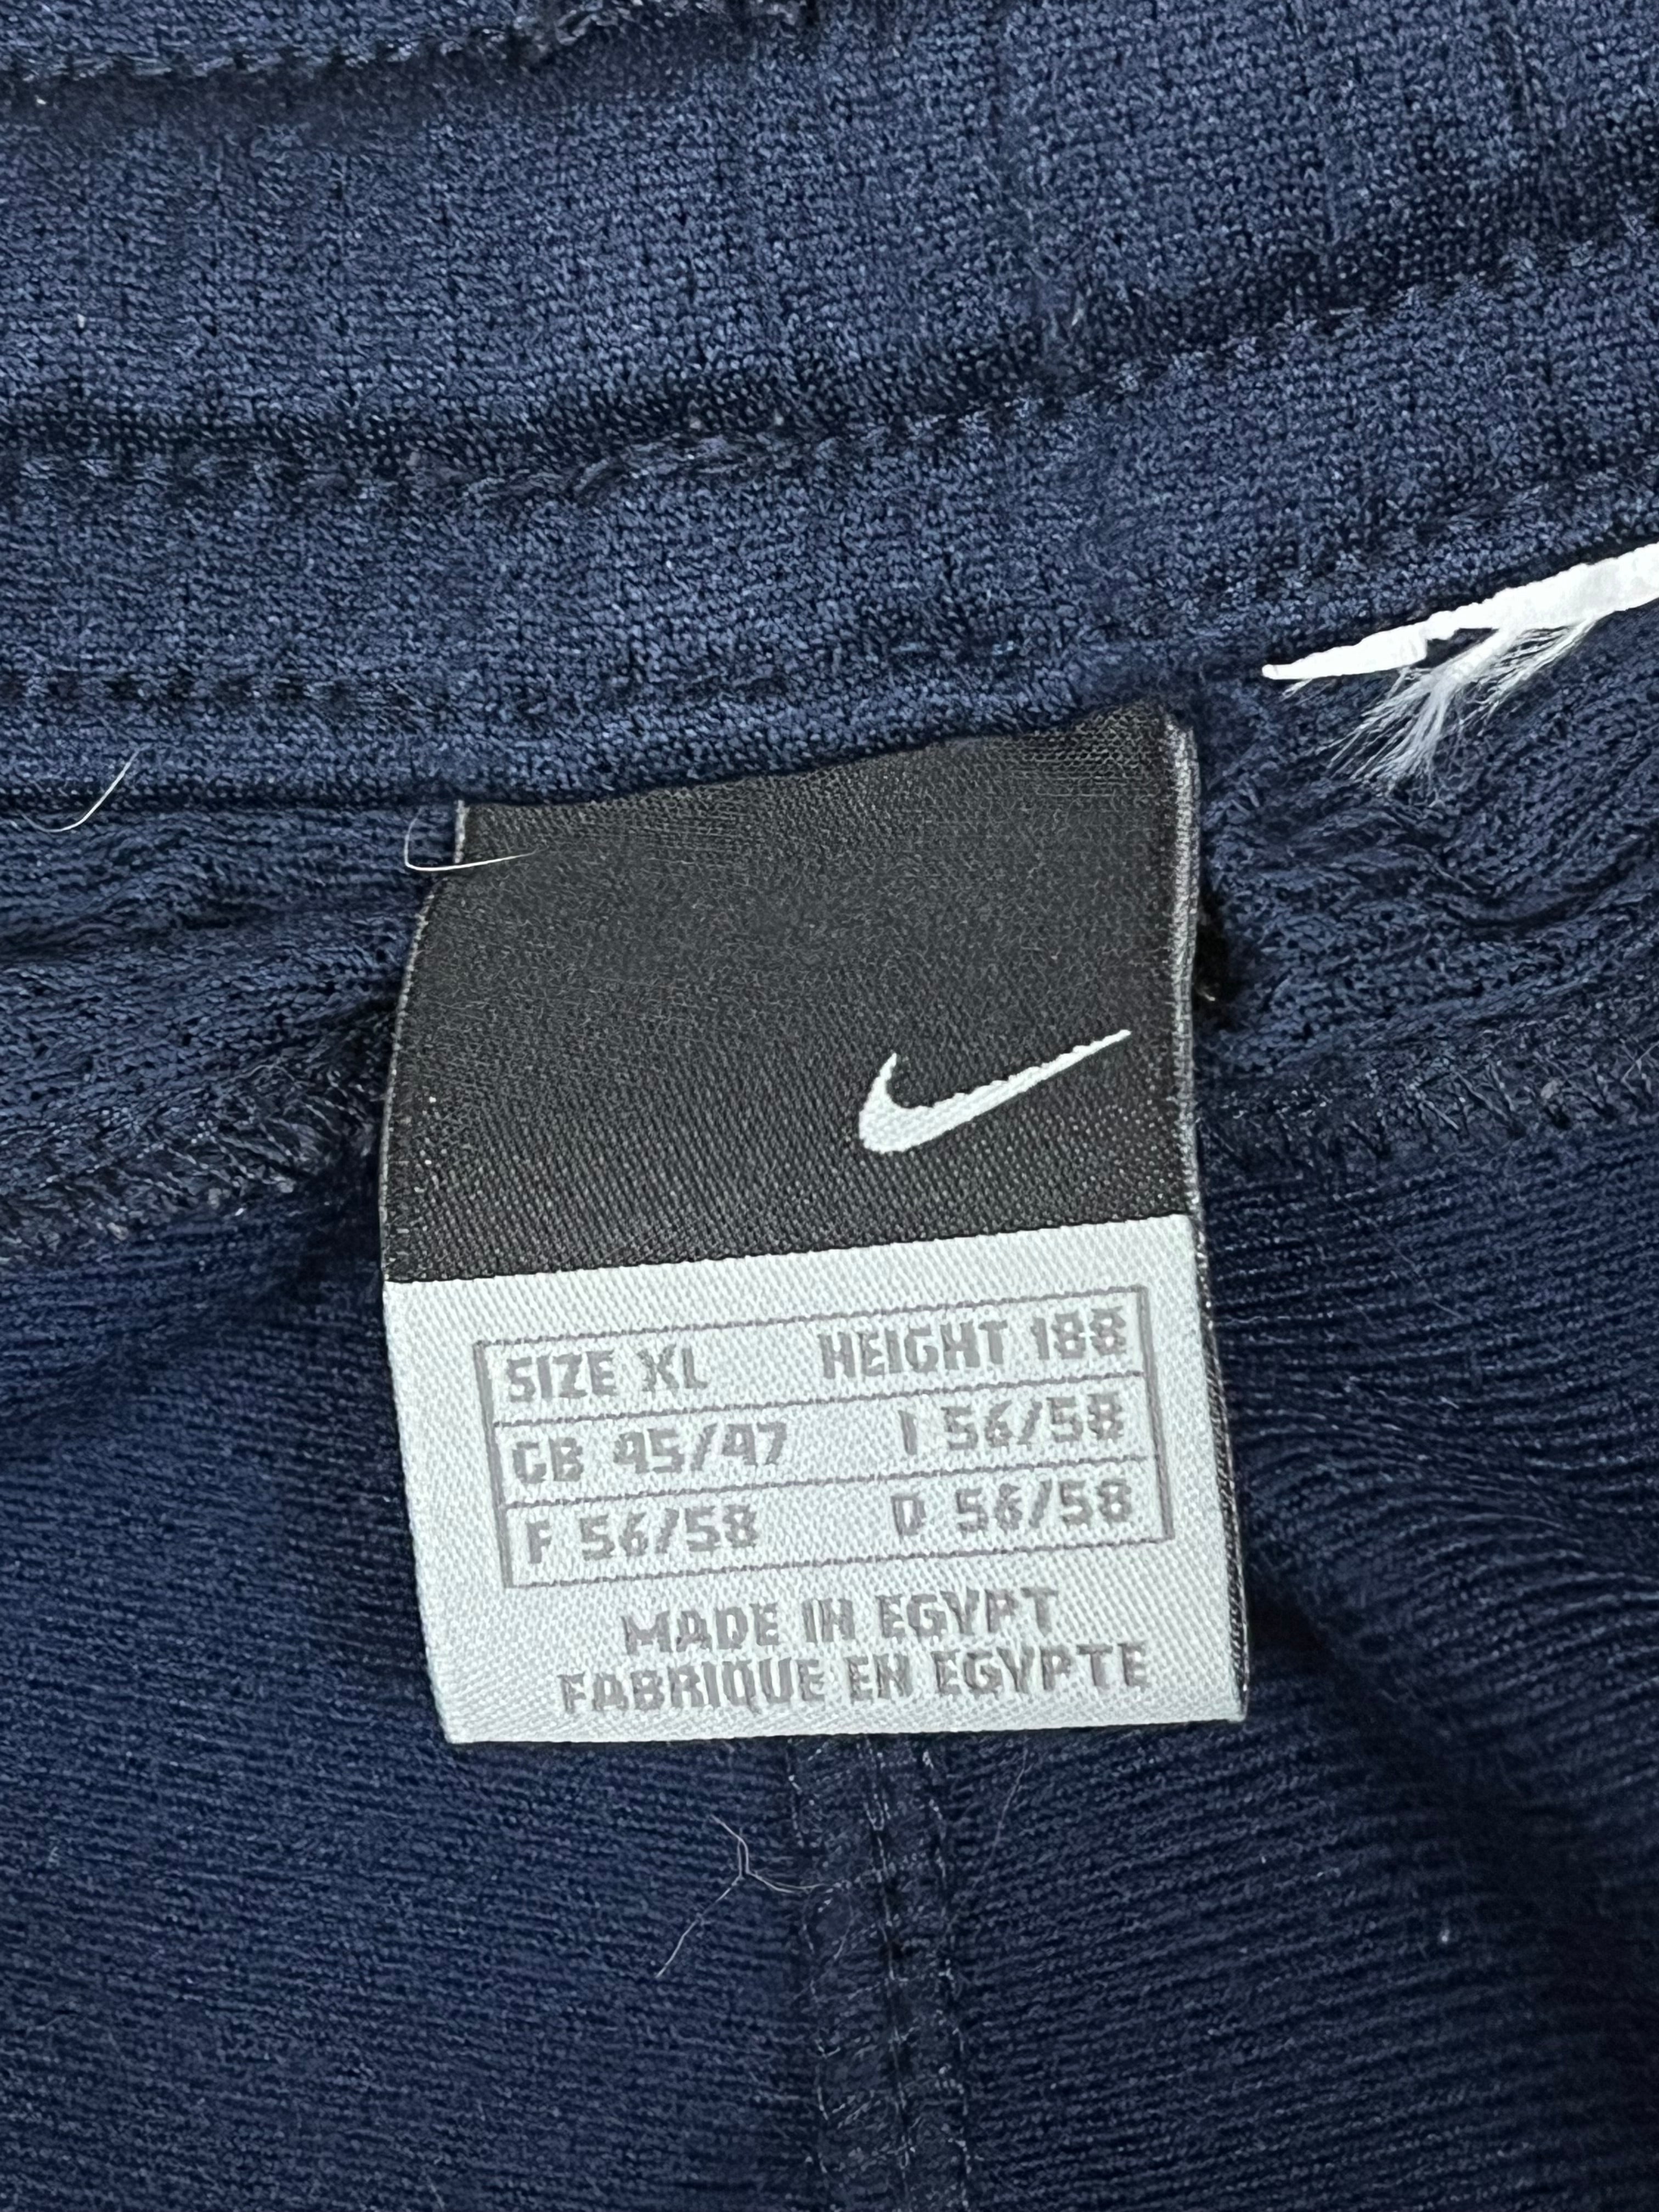 SIZE XL HEIGHT 188
GB 45/47 I 56/58
F 56/58 D 56/58
MADE IN EGYPT
FABRIQUE EN EGYPTE